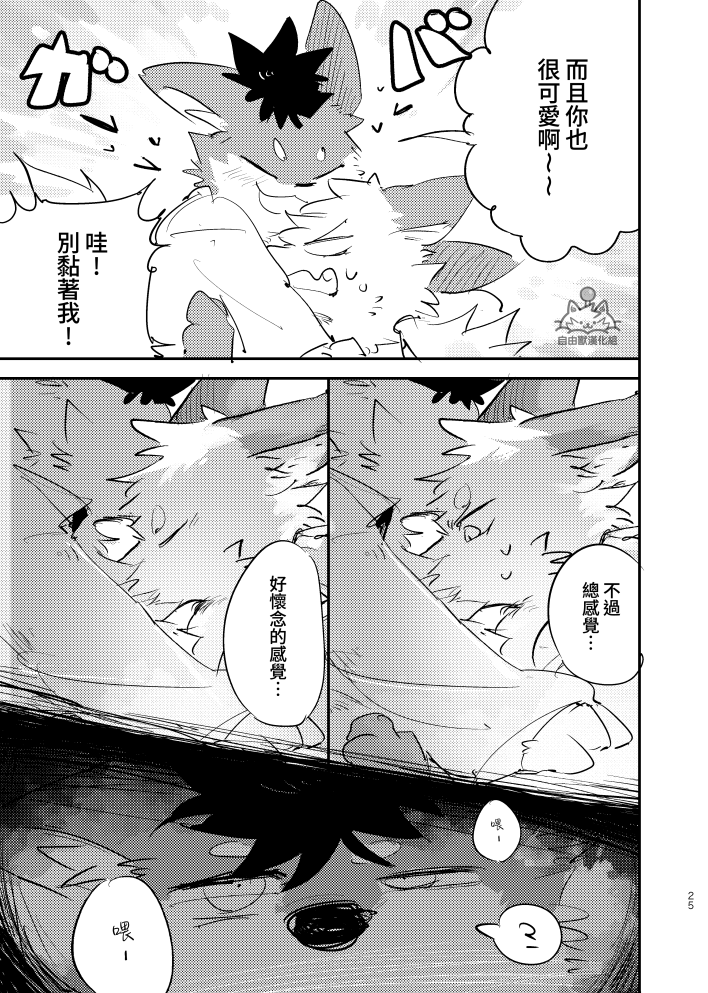 而且你也
很可愛啊～～
ガバ
哇！
別黏著我！
自由獸漢化組
不過
總感覺…
好懷念的感覺…
喂－
喂－
25